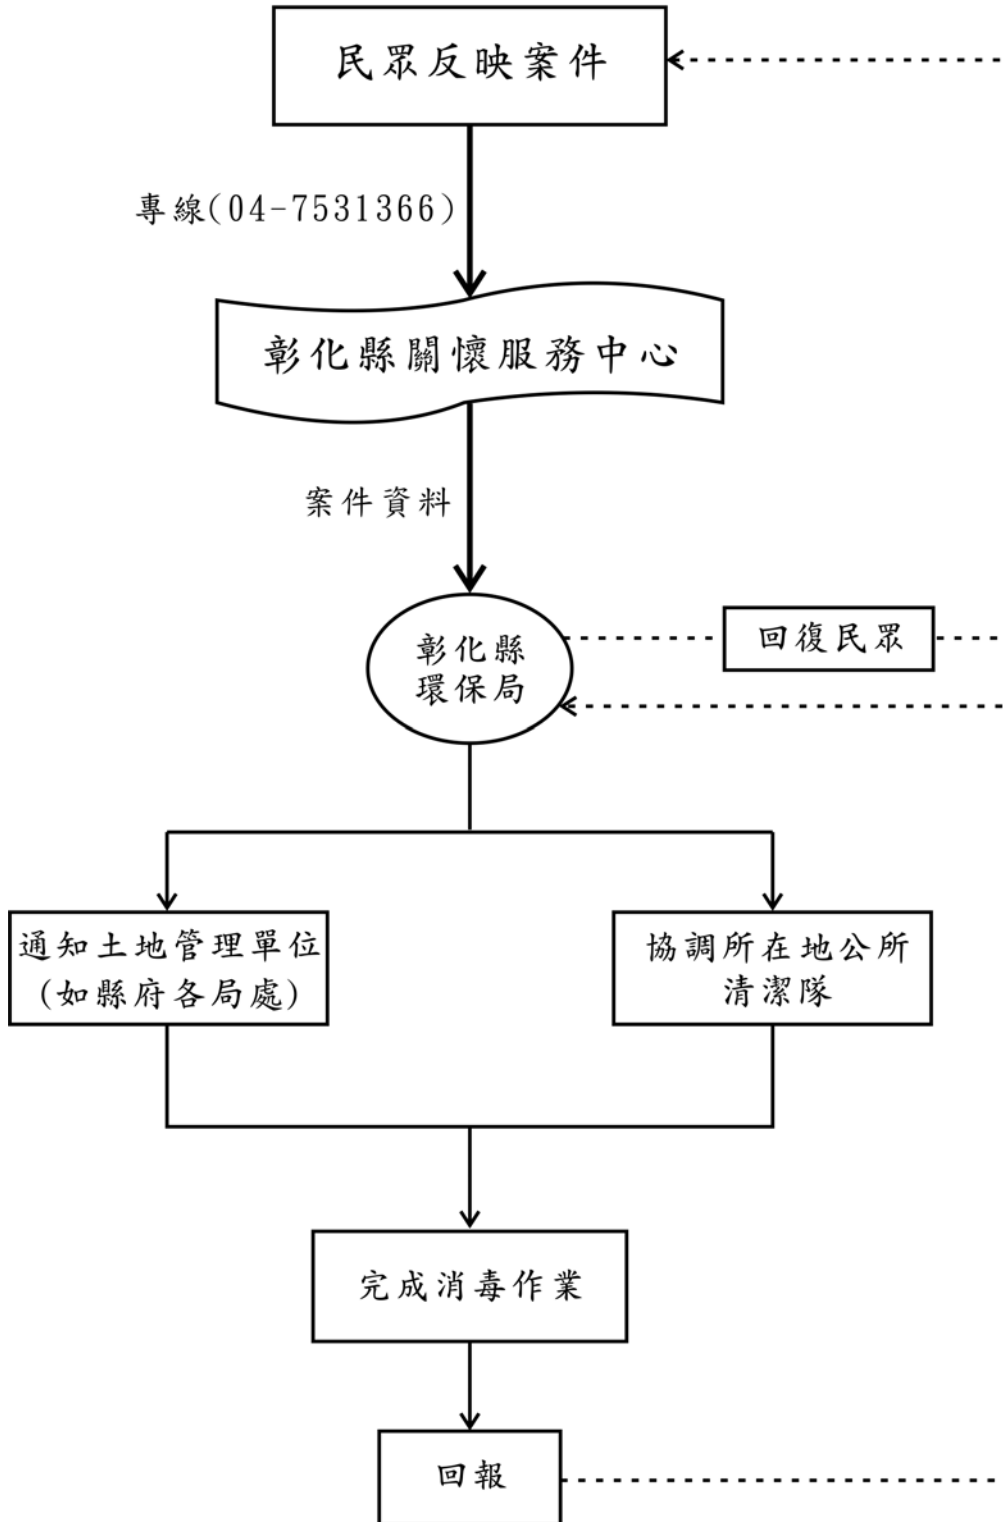 民眾反映案件
專線(04-7531366)
彰化縣關懷服務中心
案件資料
彰化縣
環保局
回復民眾
通知土地管理單位
(如縣府各局處)
協調所在地公所
清潔隊
完成消毒作業
回報